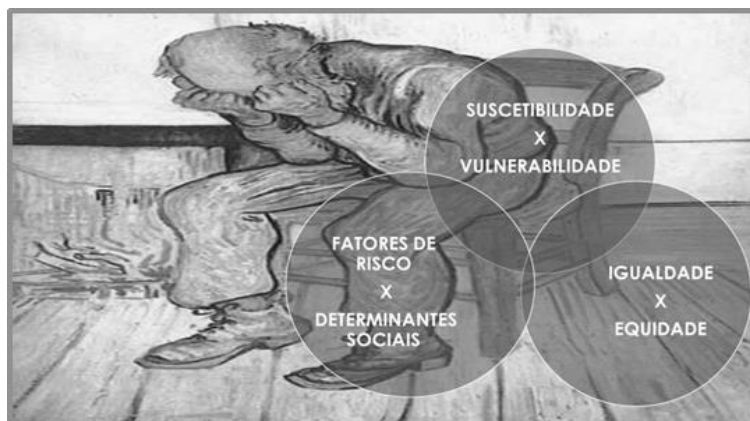 SUSCETIBILIDADE
X
VULNERABILIDADE
FATORES DE
RISCO
X
DETERMINANTES
SOCIAIS
IGUALDADE
X
EQUIDADE